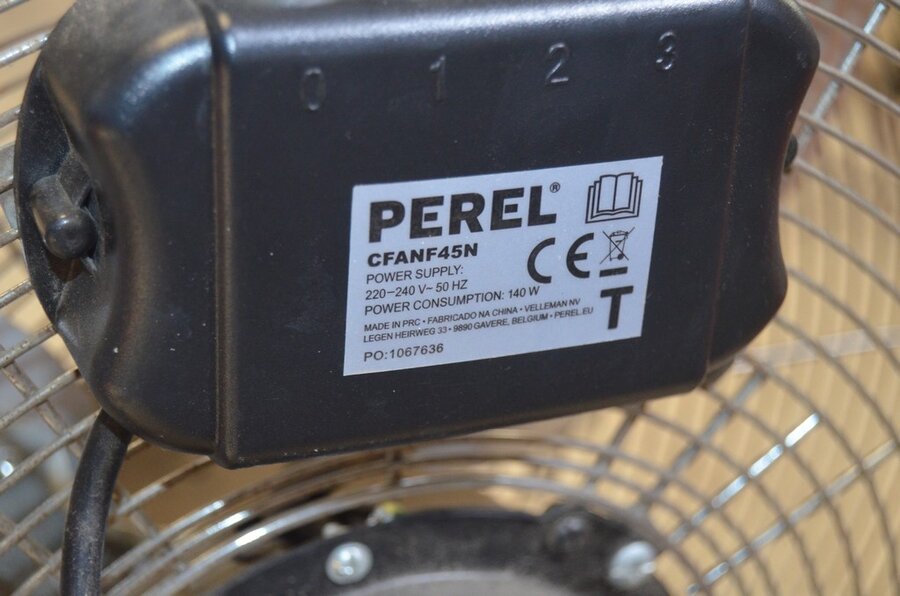 0 1 2 3
PEREL®
CFANF45N
POWER SUPPLY:
220–240 V~ 50 HZ
POWER CONSUMPTION: 140 W
CE
T
MADE IN PRC • FABRICADO NA CHINA • VELLEMAN NV
LEGEN HEIRWEG 33 • 9890 GAVERE, BELGIUM • PEREL.EU
PO:1067636